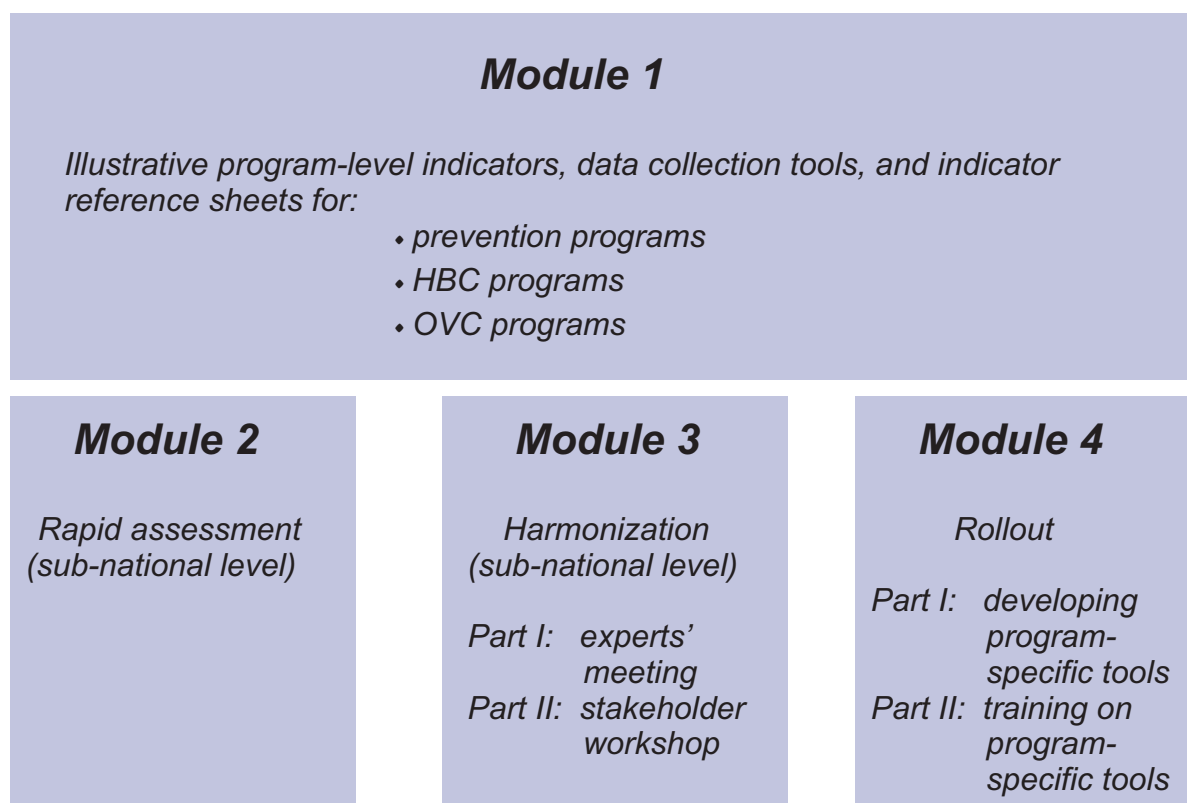 Module 1
Illustrative program-level indicators, data collection tools, and indicator
reference sheets for:
• prevention programs
• HBC programs
• OVC programs
Module 2
Rapid assessment
(sub-national level)
Module 3
Harmonization
(sub-national level)
Part I: experts’
meeting
Part II: stakeholder
workshop
Module 4
Rollout
Part I: developing
program-
specific tools
Part II: training on
program-
specific tools